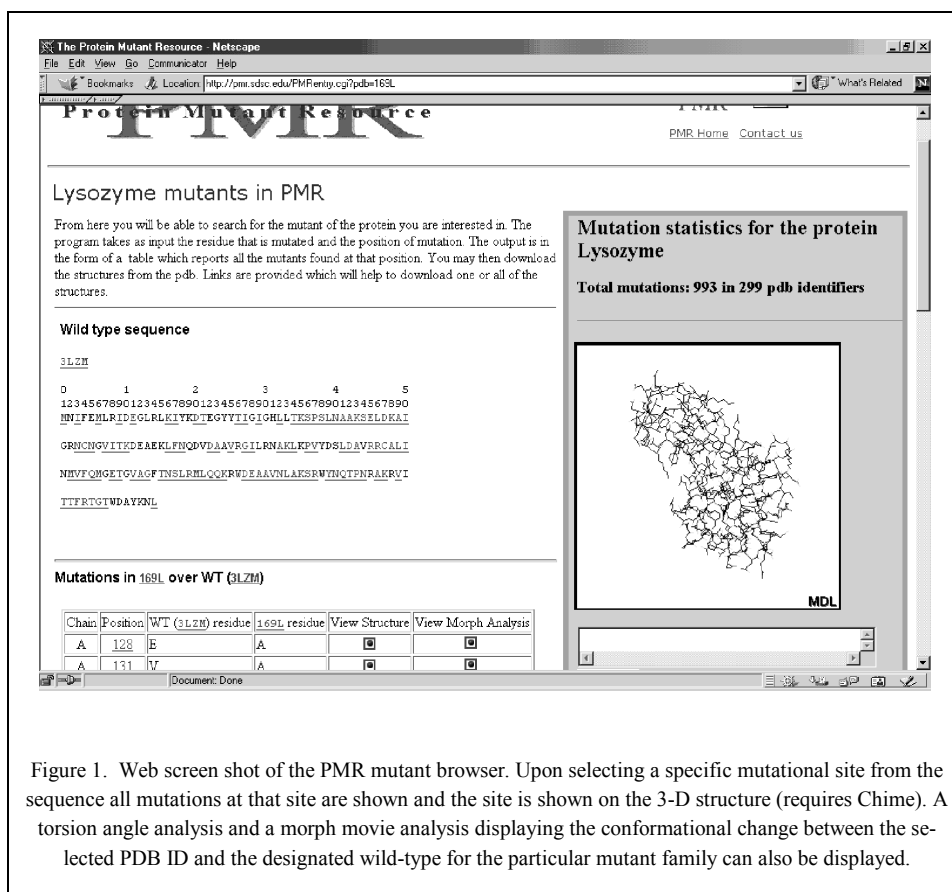 The Protein Mutant Resource - Netscape
File Edit View Go Communicator Help
Bookmarks Location: http://pmr.sdsc.edu/PMRentry.cgi?pdb=169L What's Related
Protein Mutant Resource
PMR
PMR Home Contact us
Lysozyme mutants in PMR
From here you will be able to search for the mutant of the protein you are interested in. The
program takes as input the residue that is mutated and the position of mutation. The output is in
the form of a table which reports all the mutants found at that position. You may then download
the structures from the pdb. Links are provided which will help to download one or all of the
structures.
Wild type sequence
3LZM
0 1 2 3 4 5
12345678901234567890123456789012345678901234567890
MNIFEMLRIDEGLRLKIYKDTEGYYTIGIGHLLTKSPSLNAAKSELDKAI
GRNCNGVITKDEAEKLFNQDVDAAVRGILRNAKLKPVYDSLDAVRRCALI
NMVFQMGETGVAGFTNSLRMLQQKRWDEAAVNLAKSRWYNQTPNRAKRVI
TTFRTGTWDAYKNL
Mutations in 169L over WT (3LZM)
Chain Position WT (3LZM) residue 169L residue View Structure View Morph Analysis
A 128 E A
A 131 V A
Mutation statistics for the protein
Lysozyme
Total mutations: 993 in 299 pdb identifiers
MDL
Document: Done
Figure 1. Web screen shot of the PMR mutant browser. Upon selecting a specific mutational site from the
sequence all mutations at that site are shown and the site is shown on the 3-D structure (requires Chime). A
torsion angle analysis and a morph movie analysis displaying the conformational change between the se-
lected PDB ID and the designated wild-type for the particular mutant family can also be displayed.